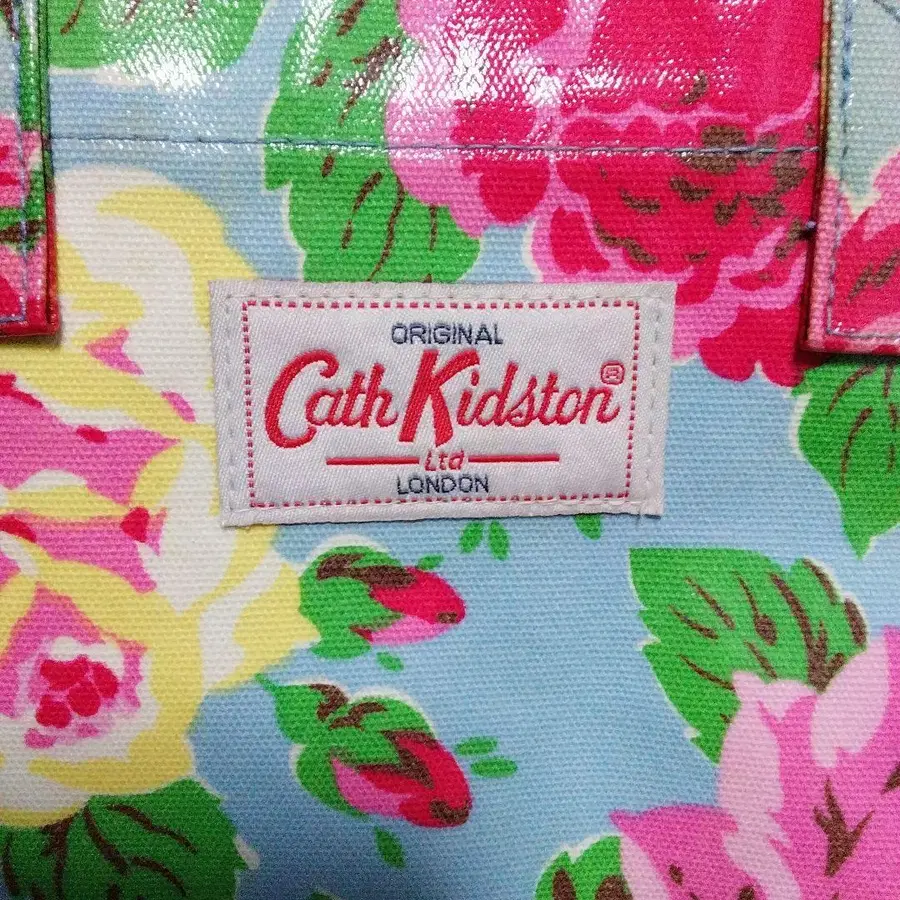 ORIGINAL
Cath Kidston®
Ltd
LONDON